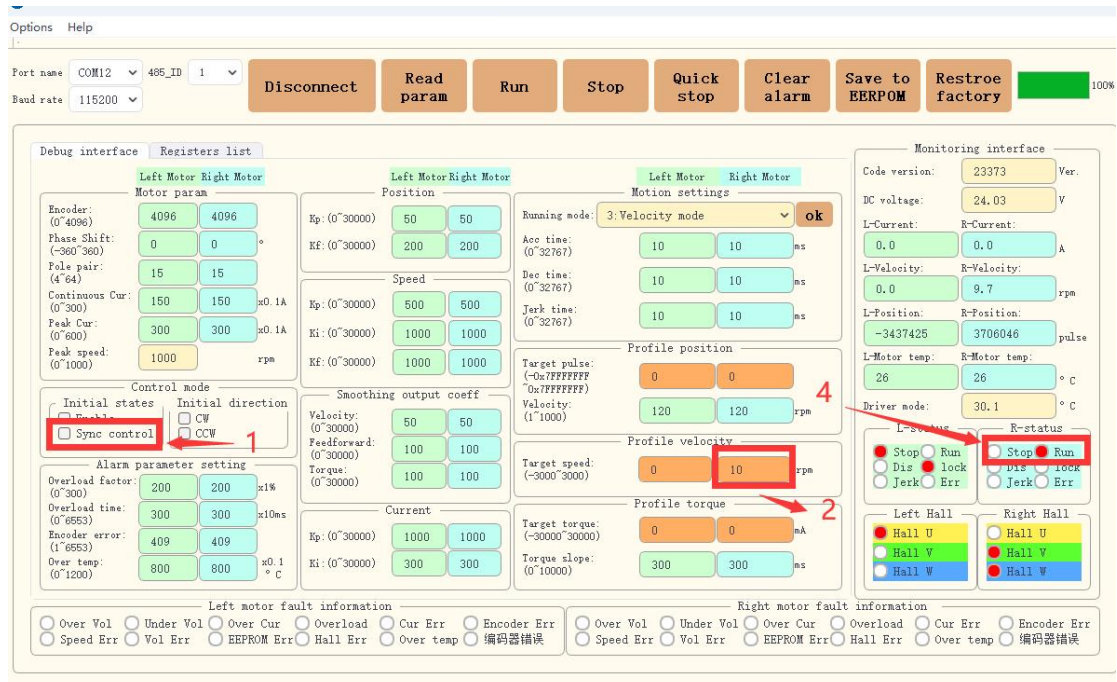 Options Help
Port name COM12 485_ID 1
Baud rate 115200
Disconnect
Read param
Run
Stop
Quick stop
Clear alarm
Save to EERPOM
Restroe factory
100%
Debug interface Registers list
Left Motor Right Motor
Motor param
Encoder: (0~4096) 4096 4096
Phase Shift: (-360~360) 0 0 °
Pole pair: (4~64) 15 15
Continuous Cur: (0~300) 150 150 x0.1A
Peak Cur: (0~600) 300 300 x0.1A
Peak speed: (0~1000) 1000 rpm
Control mode
Initial states Initial direction
CW
Sync control CCW
1
Alarm parameter setting
Overload factor: (0~300) 200 200 x1%
Overload time: (0~6553) 300 300 x10ms
Encoder error: (1~6553) 409 409
Over temp: (0~1200) 800 800 x0.1 °C
Left Motor Right Motor
Position
Kp:(0~30000) 50 50
Kf:(0~30000) 200 200
Speed
Kp:(0~30000) 500 500
Ki:(0~30000) 1000 1000
Kf:(0~30000) 1000 1000
Smoothing output coeff
Velocity: (0~30000) 50 50
Feedforward: (0~30000) 100 100
Torque: (0~30000) 100 100
Current
Kp:(0~30000) 1000 1000
Ki:(0~30000) 300 300
Left Motor Right Motor
Motion settings
Running mode: 3:Velocity mode ok
Acc time: (0~32767) 10 10 ms
Dec time: (0~32767) 10 10 ms
Jerk time: (0~32767) 10 10 ms
Profile position
Target pulse: (-0x7FFFFFFF ~0x7FFFFFFF) 0 0
Velocity: (1~1000) 120 120 rpm
Profile velocity
Target speed: (-3000~3000) 0 10 rpm
2
Profile torque
Target torque: (-30000~30000) 0 0 mA
Torque slope: (0~10000) 300 300 ms
Monitoring interface
Code version: 23373 Ver.
DC voltage: 24.03 V
L-Current: R-Current:
0.0 0.0 A
L-Velocity: R-Velocity:
0.0 9.7 rpm
L-Position: R-Position:
-3437425 3706046 pulse
L-Motor temp: R-Motor temp:
26 26 °C
Driver mode: 30.1 °C
4
L-status R-status
Stop Run Stop Run
Dis lock Dis lock
Jerk Err Jerk Err
Left Hall Right Hall
Hall U Hall U
Hall V Hall V
Hall W Hall W
Left motor fault information
Over Vol Under Vol Over Cur Overload Cur Err Encoder Err
Speed Err Vol Err EEPROM Err Hall Err Over temp 编码器错误
Right motor fault information
Over Vol Under Vol Over Cur Overload Cur Err Encoder Err
Speed Err Vol Err EEPROM Err Hall Err Over temp 编码器错误